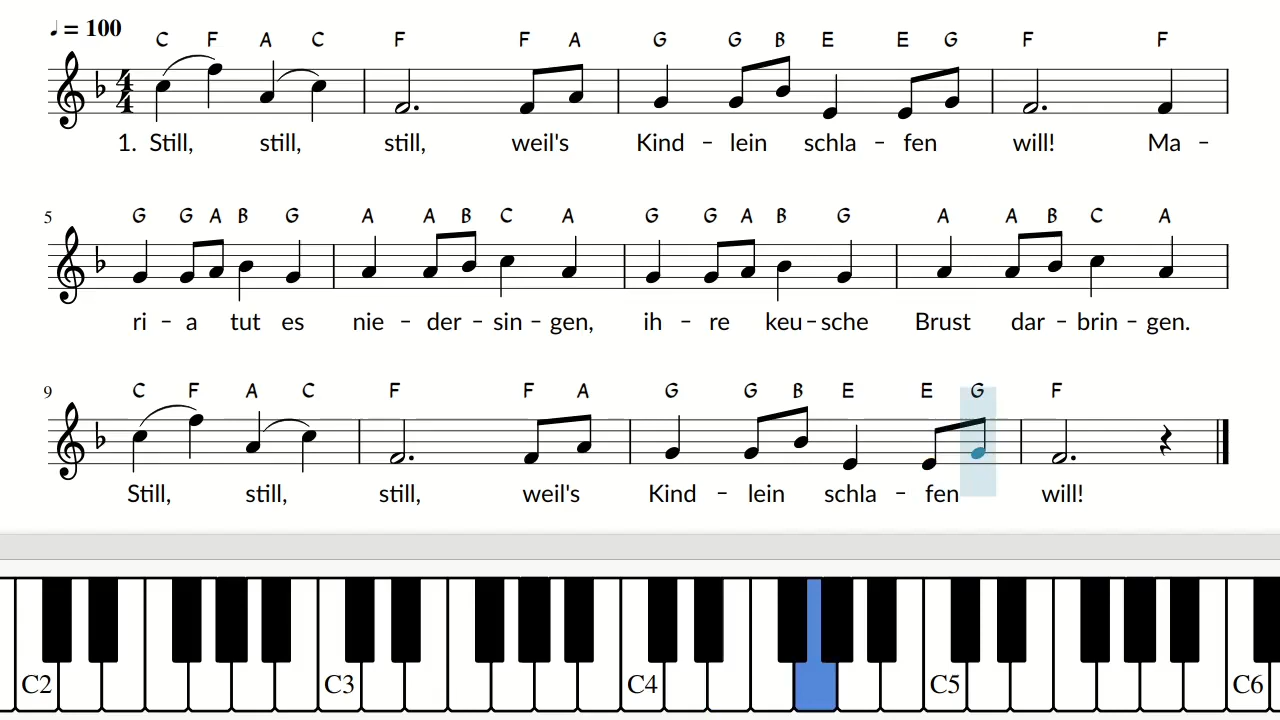 ♩ = 100
C F A C F F A G G B E E G F F
4 4
1. Still, still, still, weil's Kind – lein schla – fen will! Ma –
G G A B G A A B C A G G A B G A A B C A
5
ri – a tut es nie – der – sin – gen, ih – re keu – sche Brust dar – brin – gen.
C F A C F F A G G B E E G F
9
Still, still, still, weil's Kind – lein schla – fen will!
C2 C3 C4 C5 C6